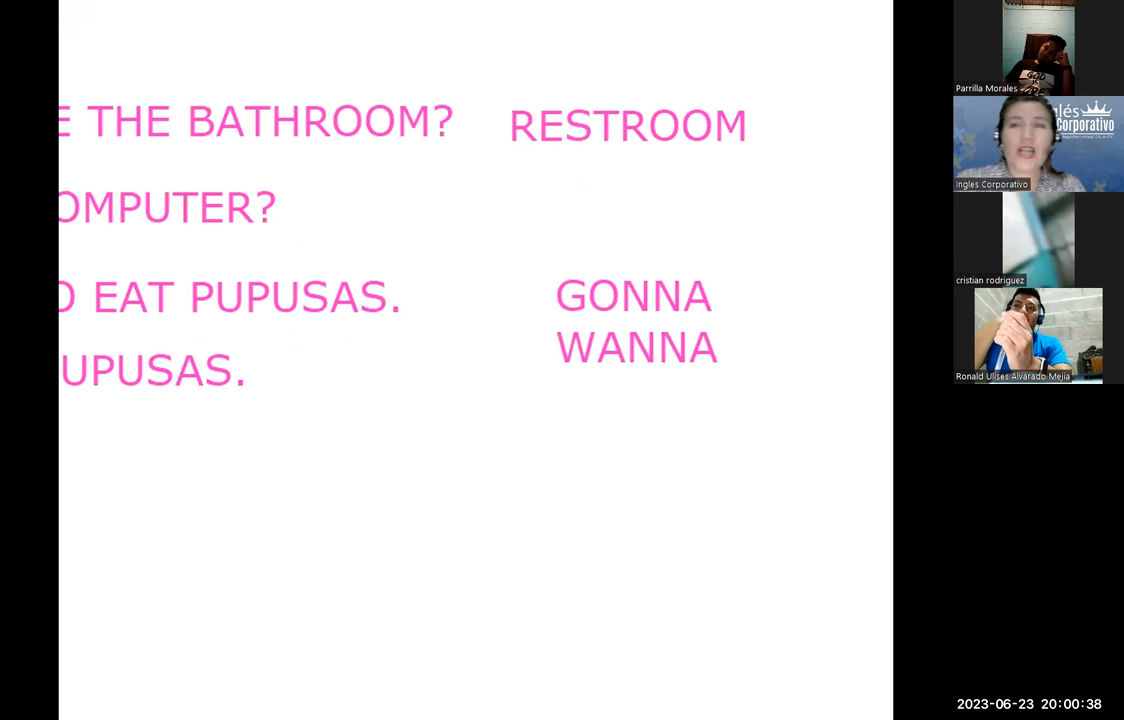 E THE BATHROOM?
RESTROOM
OMPUTER?
O EAT PUPUSAS.
GONNA
WANNA
UPUSAS.
Parrilla Morales
glés
Corporativo
Ingles Corporativo
cristian rodriguez
Ronald Ulises Alvarado Mejia
2023-06-23 20:00:38